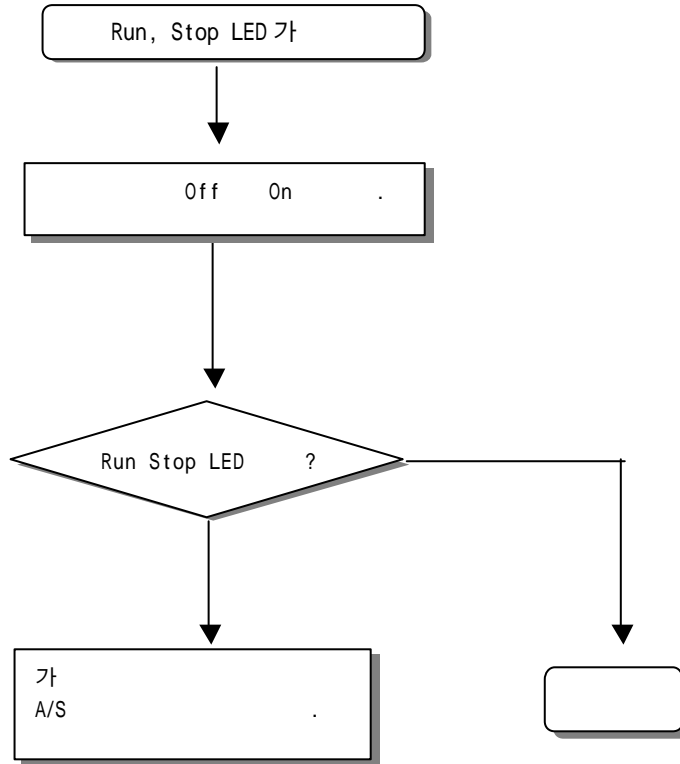 Run, Stop LED 가
Off On .
Run Stop LED ?
가
A/S .